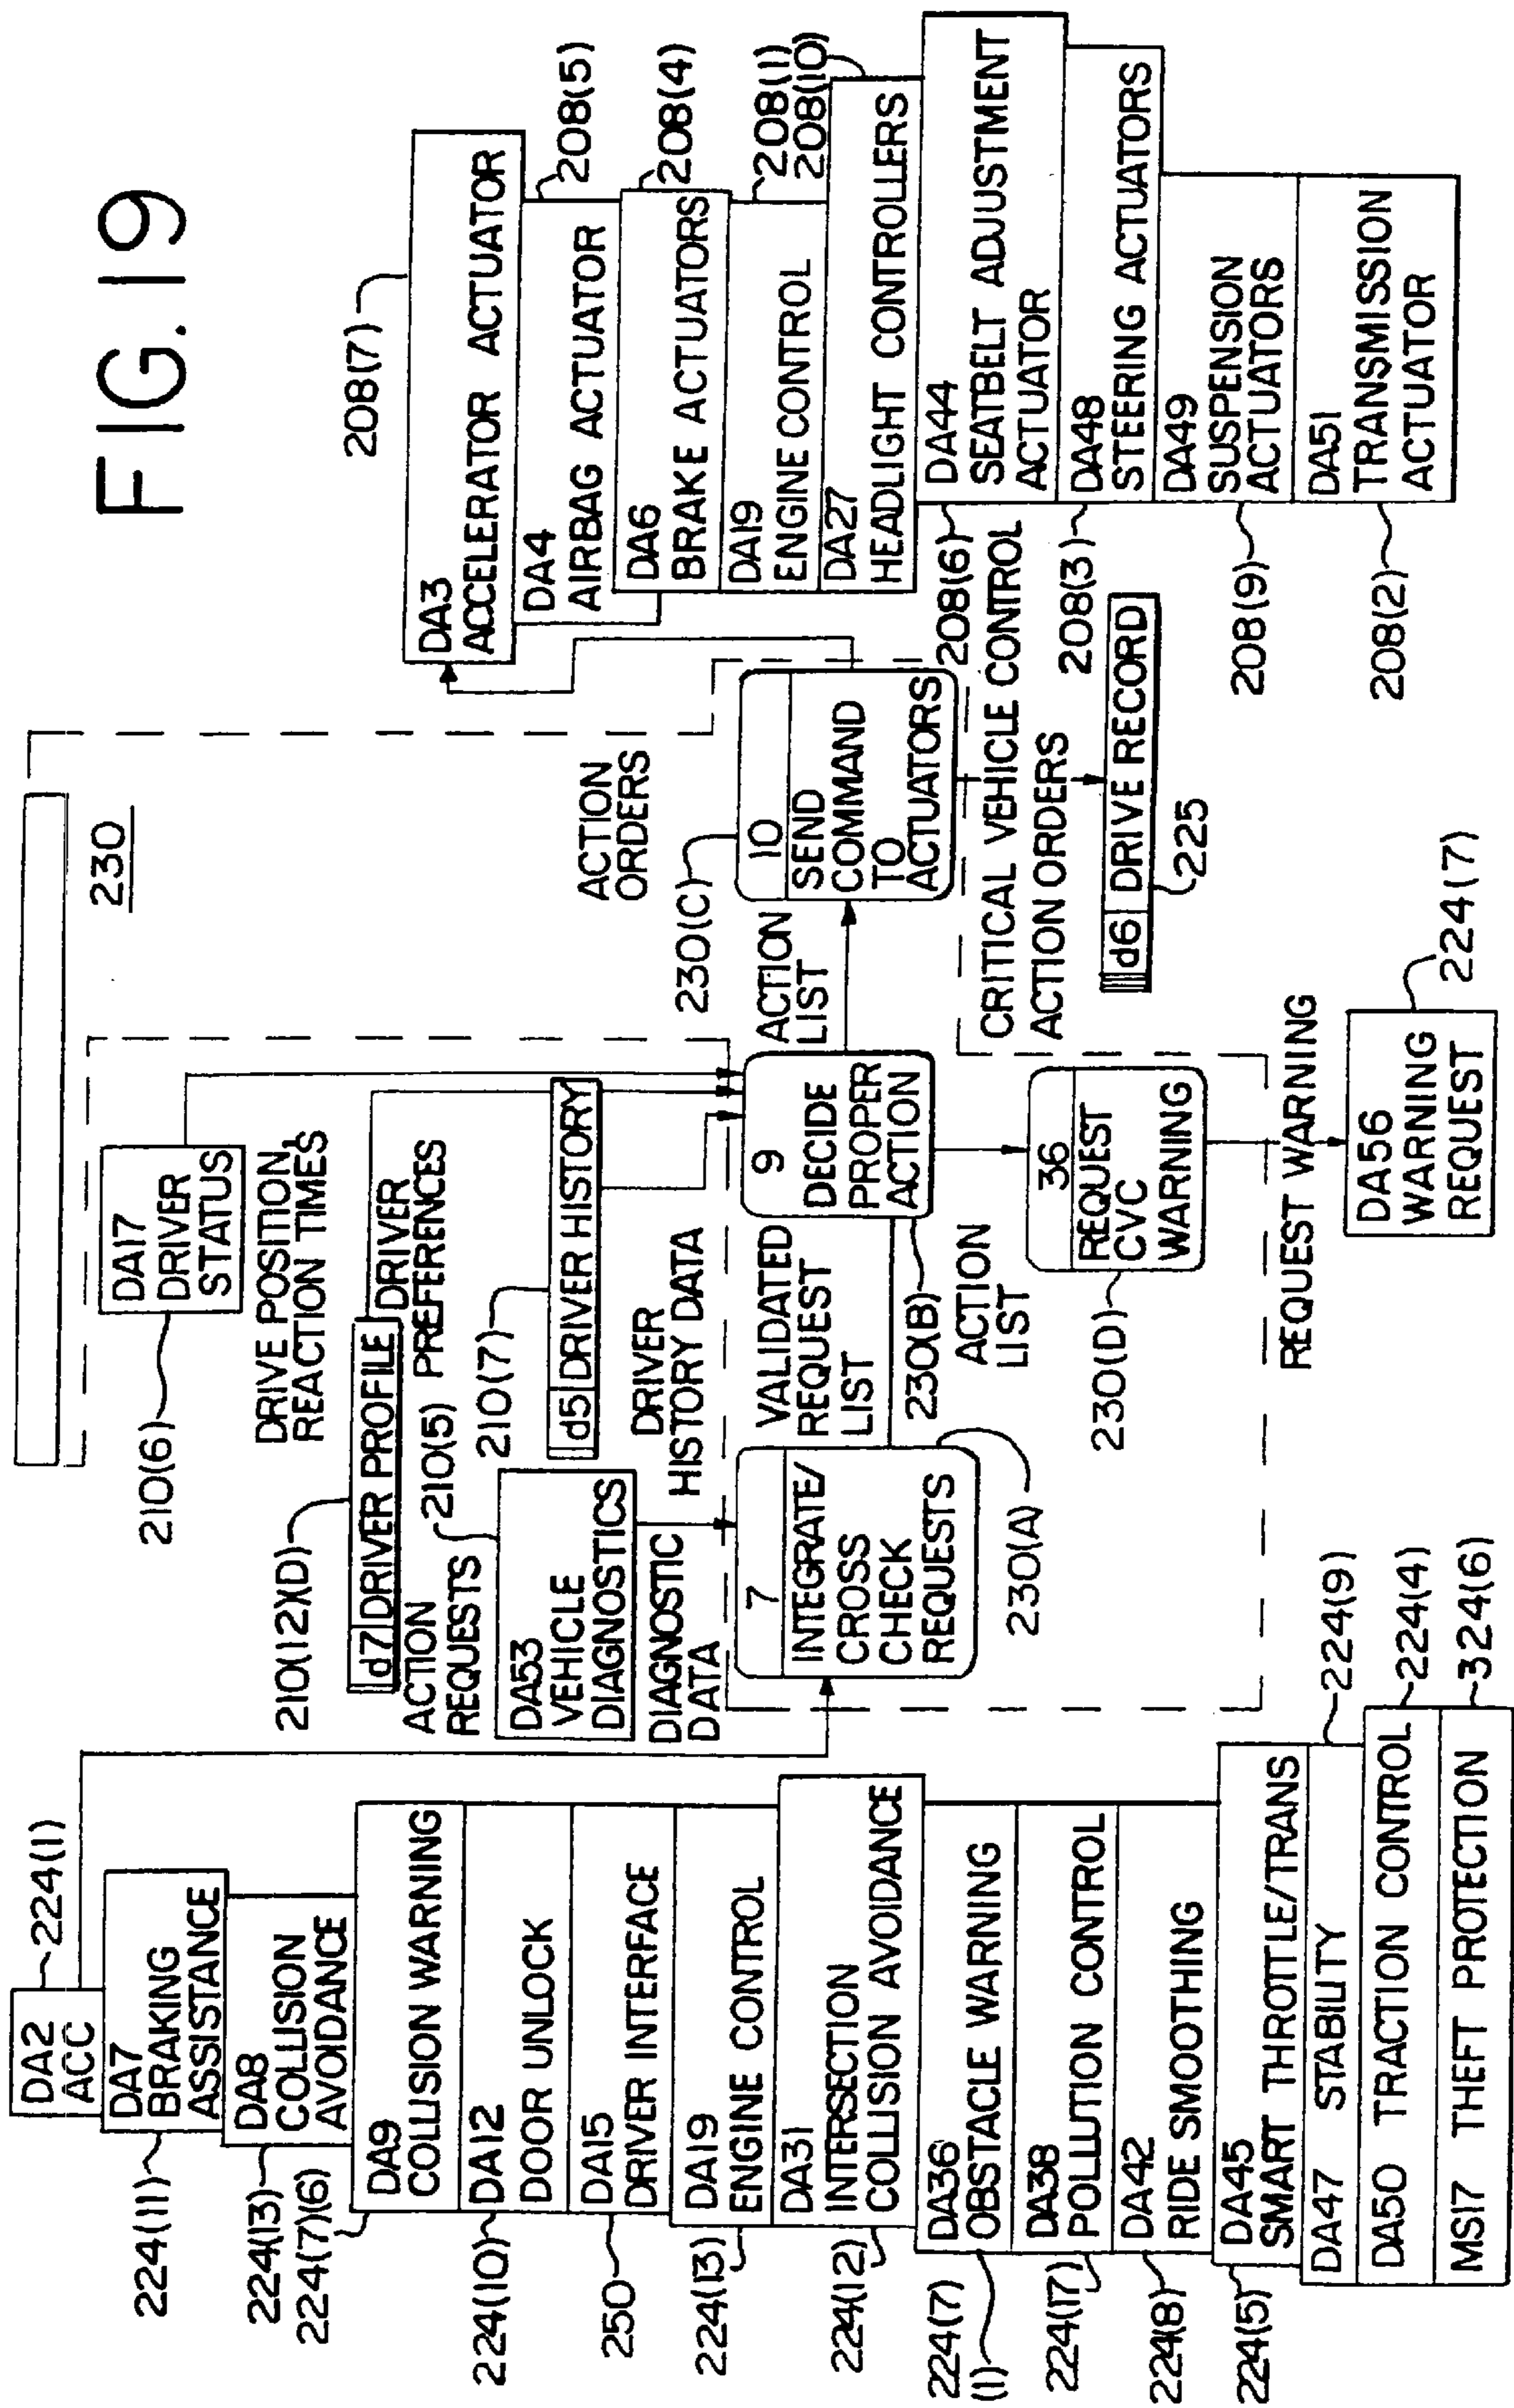 FIG. 19
230
DA2
ACC
224(1)
DA7
BRAKING
ASSISTANCE
224(11)
DA8
COLLISION
AVOIDANCE
224(13)
DA9
COLLISION WARNING
224(7)(6)
DA12
DOOR UNLOCK
224(10)
DA15
DRIVER INTERFACE
250
DA19
ENGINE CONTROL
224(13)
DA31
INTERSECTION
COLLISION AVOIDANCE
224(12)
DA36
OBSTACLE WARNING
224(7)
(1)
DA38
POLLUTION CONTROL
224(17)
DA42
RIDE SMOOTHING
224(8)
DA45
SMART THROTTLE/TRANS
224(5)
DA47 STABILITY
224(9)
DA50 TRACTION CONTROL
224(4)
MS17 THEFT PROTECTION
324(6)
DA17
DRIVER
STATUS
210(6)
DRIVE POSITION,
REACTION TIMES
210(12)(D)
d7 DRIVER PROFILE
DRIVER
PREFERENCES
ACTION
REQUESTS
210(5)
DA53
VEHICLE
DIAGNOSTICS
DIAGNOSTIC
DATA
210(7)
d5 DRIVER HISTORY
DRIVER
HISTORY DATA
7
INTEGRATE/
CROSS
CHECK
REQUESTS
230(A)
VALIDATED
REQUEST
LIST
9
DECIDE
PROPER
ACTION
230(B)
ACTION
LIST
ACTION
LIST
36
REQUEST
CVC
WARNING
230(D)
REQUEST WARNING
DA56
WARNING
REQUEST
224(7)
ACTION
ORDERS
230(C)
10
SEND
COMMAND
TO
ACTUATORS
CRITICAL VEHICLE CONTROL
ACTION ORDERS
d6 DRIVE RECORD
225
208(7)
DA3
ACCELERATOR ACTUATOR
DA4
AIRBAG ACTUATOR
208(5)
DA6
BRAKE ACTUATORS
208(4)
DA19
ENGINE CONTROL
208(1)
DA27
HEADLIGHT CONTROLLERS
208(10)
DA44
SEATBELT ADJUSTMENT
ACTUATOR
208(6)
DA48
STEERING ACTUATORS
208(3)
DA49
SUSPENSION
ACTUATORS
208(9)
DA51
TRANSMISSION
ACTUATOR
208(2)